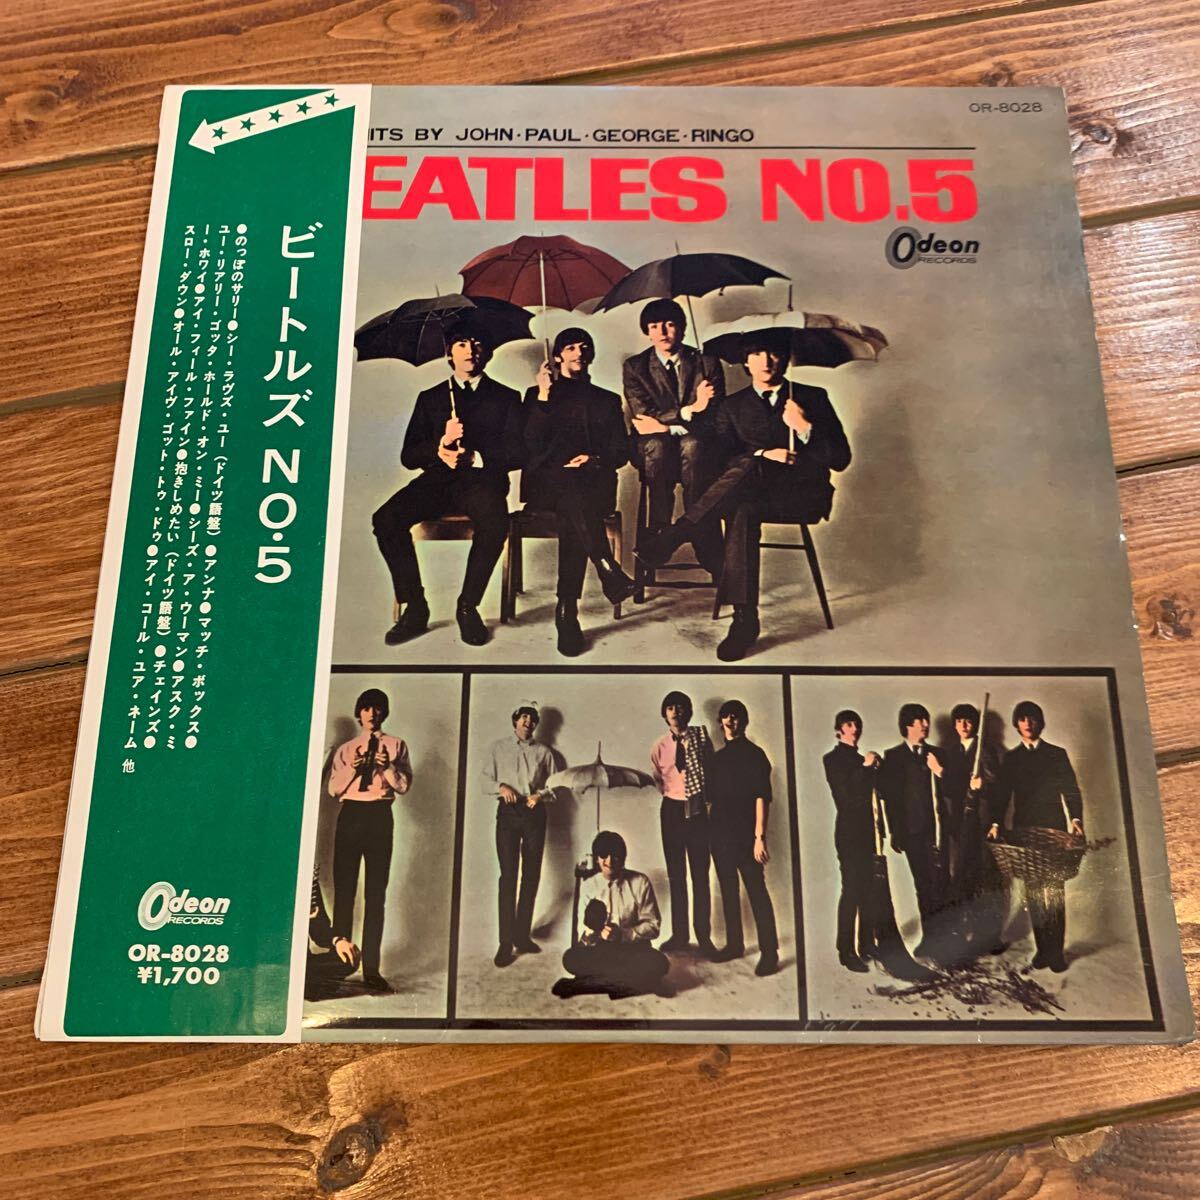 OR-8028
ITS BY JOHN・PAUL・GEORGE・RINGO
EATLES NO.5
Odeon
RECORDS
ビートルズ NO.5
●のっぽのサリー●シー・ラヴズ・ユー（ドイツ語盤）●アンナ●マッチ・ボックス●
ユー・リアリー・ゴッタ・ホールド・オン・ミー●シーズ・ア・ウーマン●アスク・ミ
ー・ホワイ●アイ・フィール・ファイン●抱きしめたい（ドイツ語盤）●チェインズ●
スロー・ダウン●オール・アイヴ・ゴット・トゥ・ドゥ●アイ・コール・ユア・ネーム 他
Odeon
RECORDS
OR-8028
¥1,700